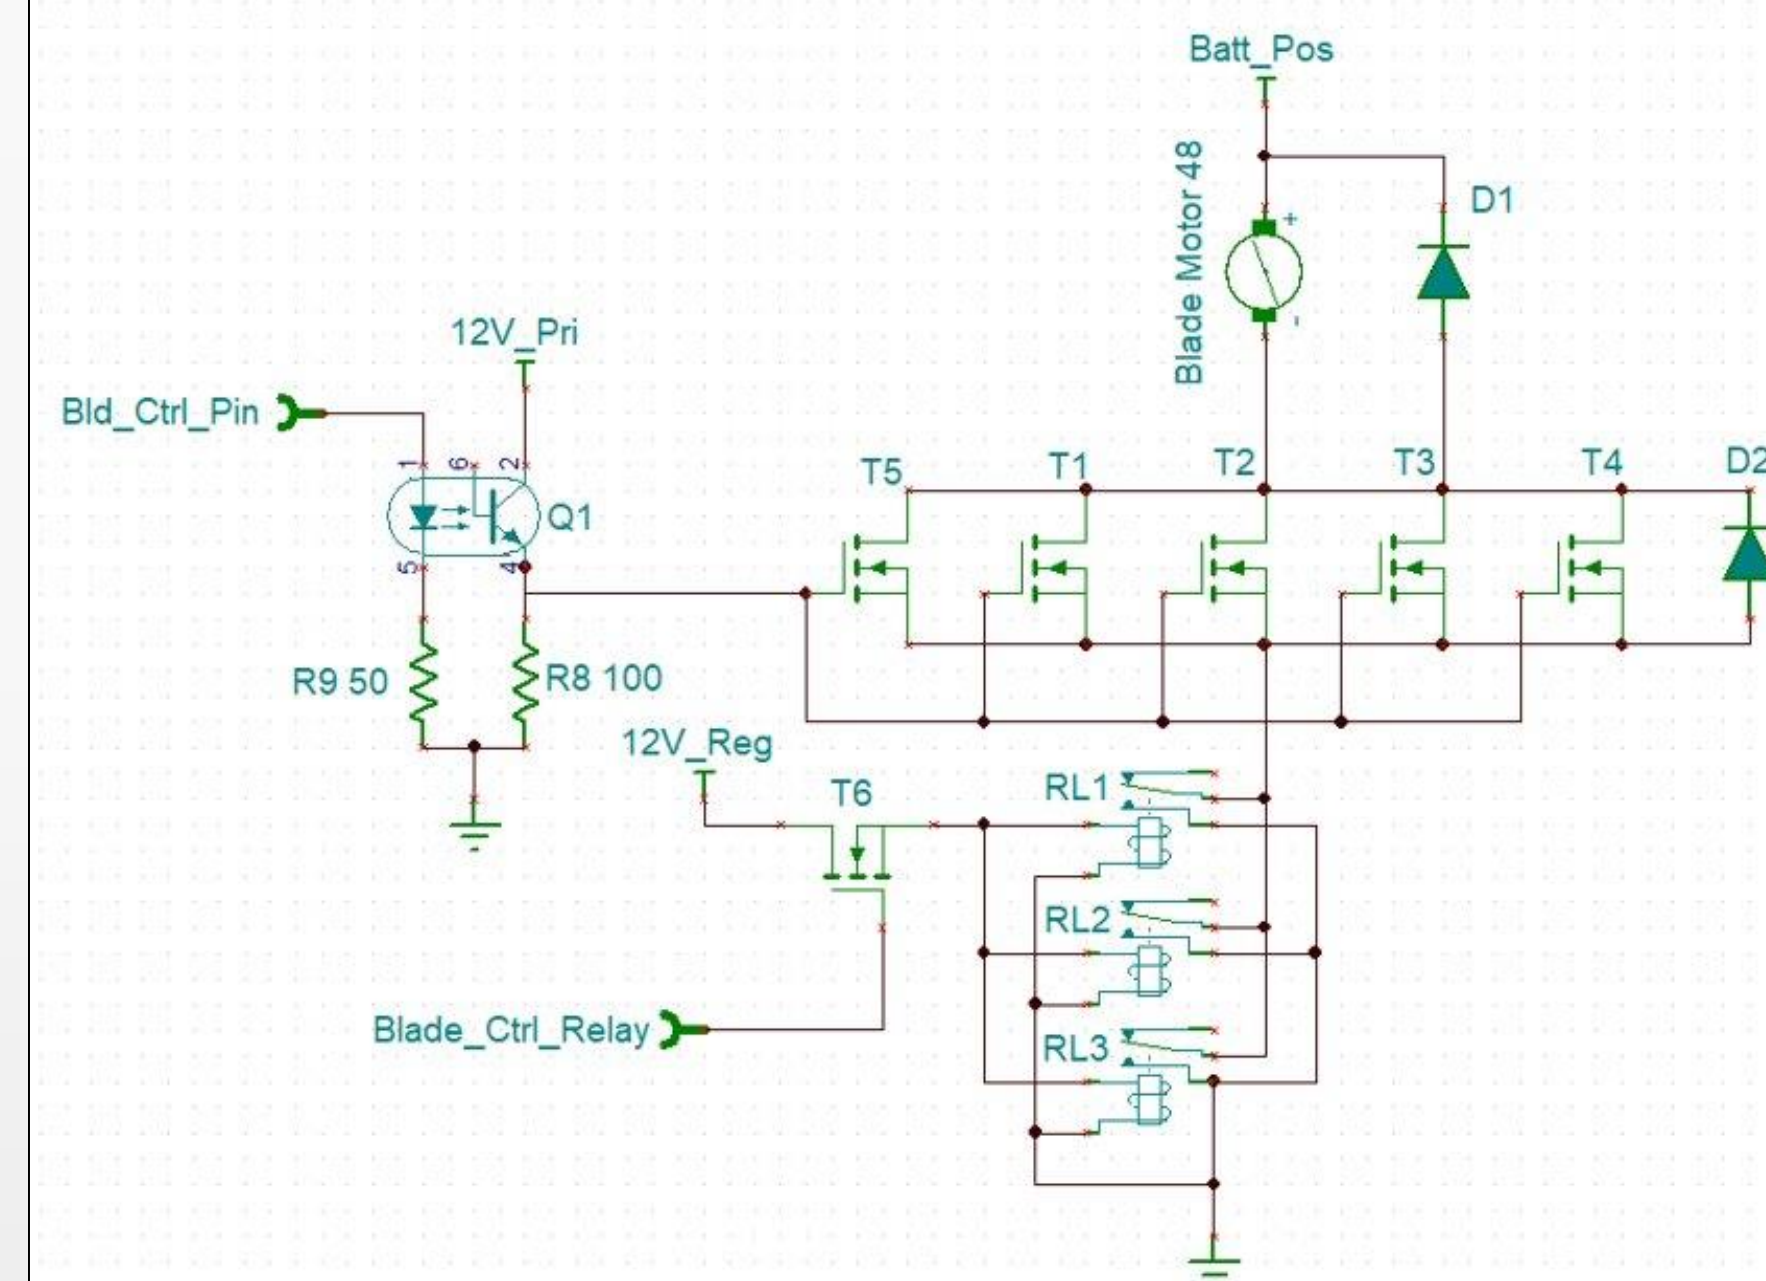 Batt_Pos
Blade Motor 48
+
-
D1
12V_Pri
Bld_Ctrl_Pin
1
6
2
Q1
5
4
T5
T1
T2
T3
T4
D2
R9 50
R8 100
12V_Reg
T6
RL1
RL2
Blade_Ctrl_Relay
RL3